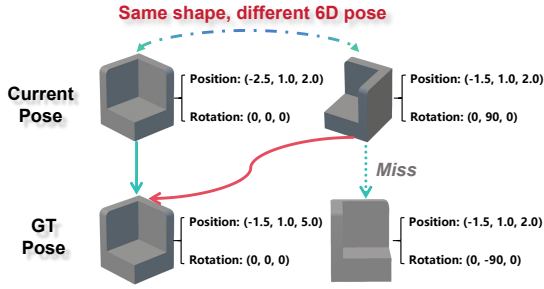 Same shape, different 6D pose
Current Pose
Position: (-2.5, 1.0, 2.0)
Rotation: (0, 0, 0)
Position: (-1.5, 1.0, 2.0)
Rotation: (0, 90, 0)
Miss
GT Pose
Position: (-1.5, 1.0, 5.0)
Rotation: (0, 0, 0)
Position: (-1.5, 1.0, 2.0)
Rotation: (0, -90, 0)